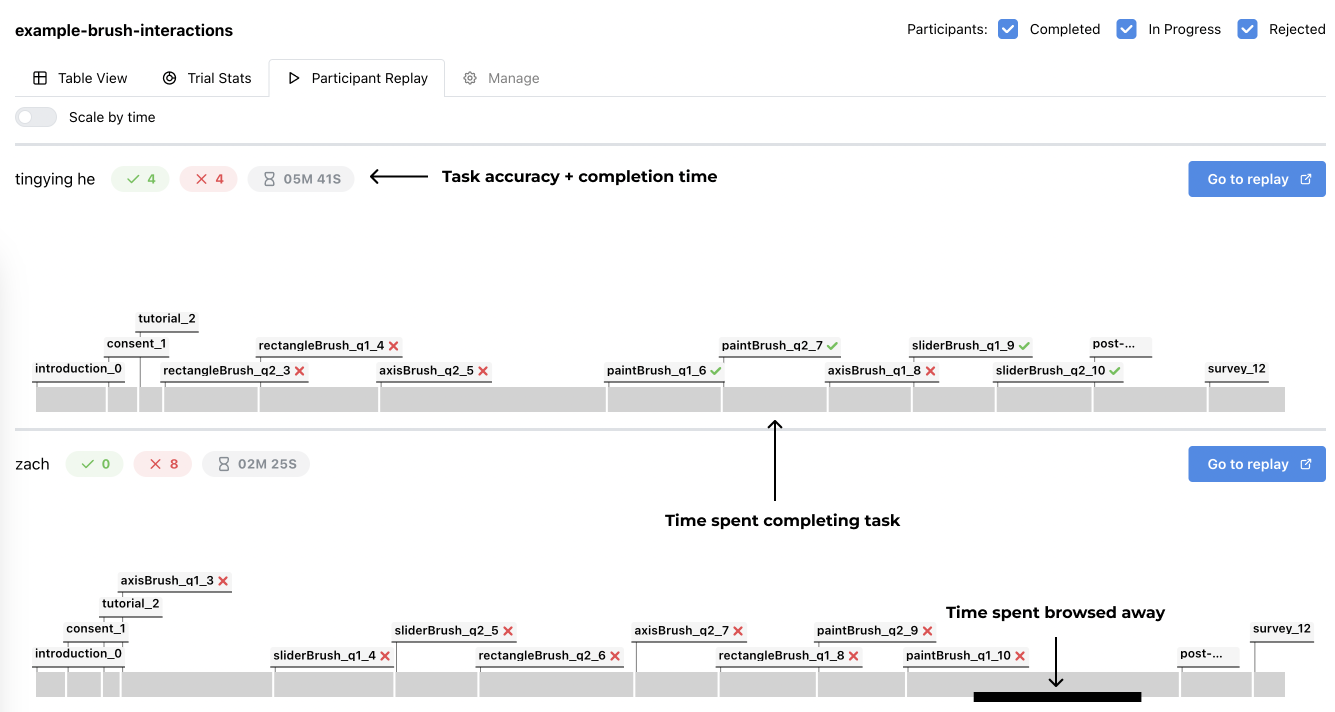 example-brush-interactions
Participants: Completed In Progress Rejected
Table View Trial Stats Participant Replay Manage
Scale by time
tingying he 4 4 05M 41S Task accuracy + completion time Go to replay
tutorial_2
consent_1 rectangleBrush_q1_4 paintBrush_q2_7 sliderBrush_q1_9 post-...
introduction_0 rectangleBrush_q2_3 axisBrush_q2_5 paintBrush_q1_6 axisBrush_q1_8 sliderBrush_q2_10 survey_12
zach 0 8 02M 25S Go to replay
Time spent completing task
axisBrush_q1_3
tutorial_2
Time spent browsed away
consent_1 sliderBrush_q2_5 axisBrush_q2_7 paintBrush_q2_9 survey_12
introduction_0 sliderBrush_q1_4 rectangleBrush_q2_6 rectangleBrush_q1_8 paintBrush_q1_10 post-...